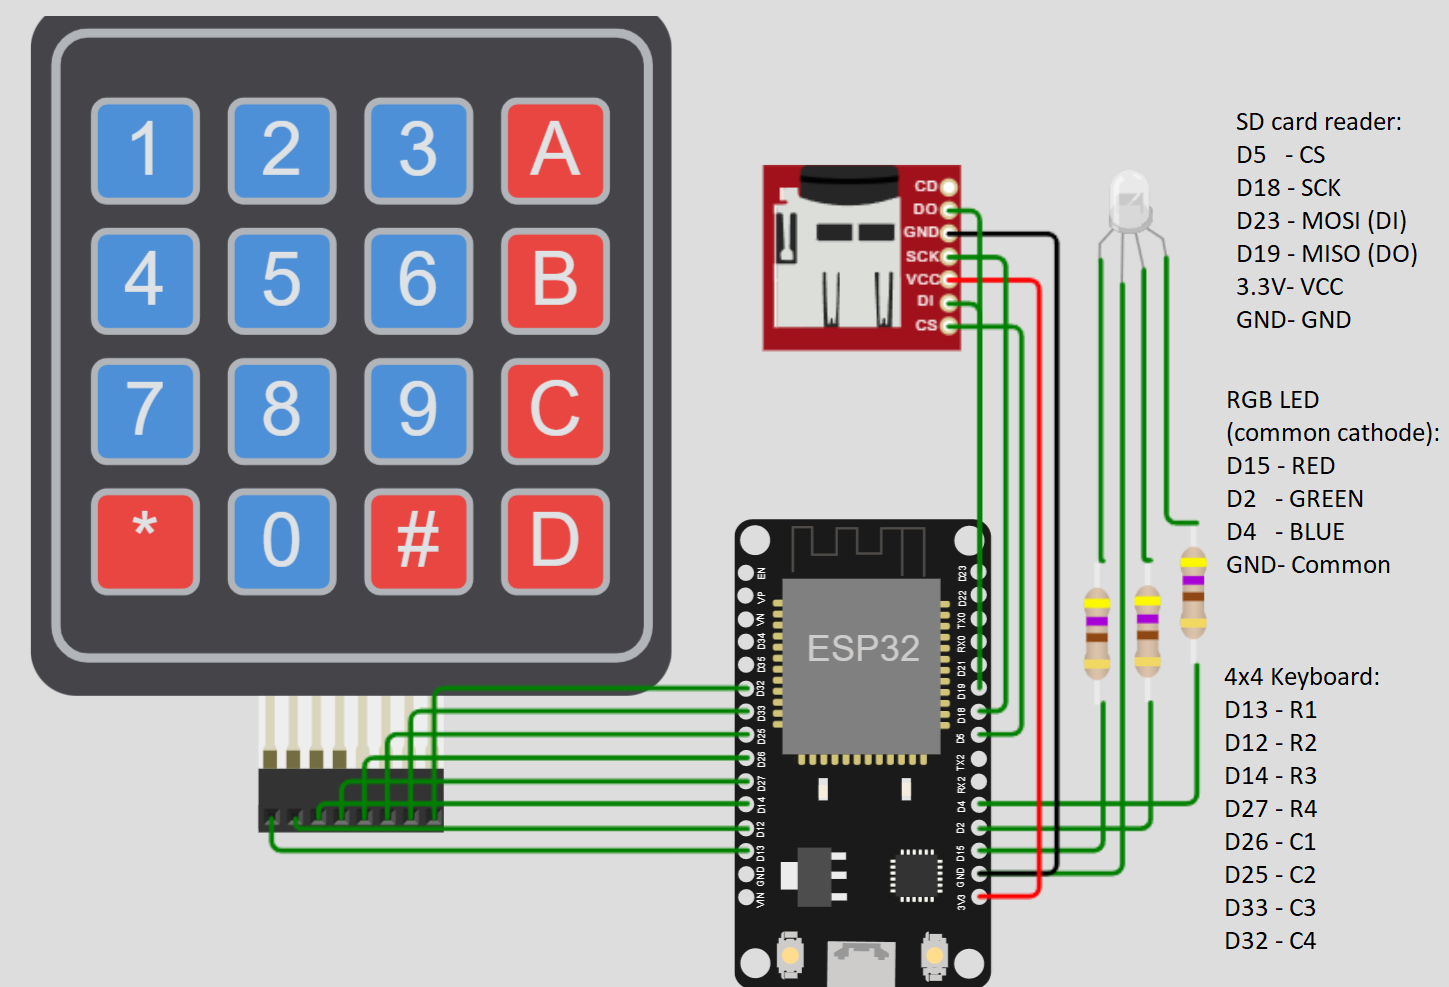 1 2 3 A
4 5 6 B
7 8 9 C
* 0 # D
CD
DO
GND
SCK
VCC
DI
CS
SD card reader:
D5 - CS
D18 - SCK
D23 - MOSI (DI)
D19 - MISO (DO)
3.3V- VCC
GND- GND
RGB LED
(common cathode):
D15 - RED
D2 - GREEN
D4 - BLUE
GND- Common
4x4 Keyboard:
D13 - R1
D12 - R2
D14 - R3
D27 - R4
D26 - C1
D25 - C2
D33 - C3
D32 - C4
ESP32
EN
VP
VN
D34
D35
D32
D33
D25
D26
D27
D14
D12
D13
GND
VIN
D23
D22
TX0
RX0
D21
D19
D18
D5
TX2
RX2
D4
D2
D15
GND
3V3